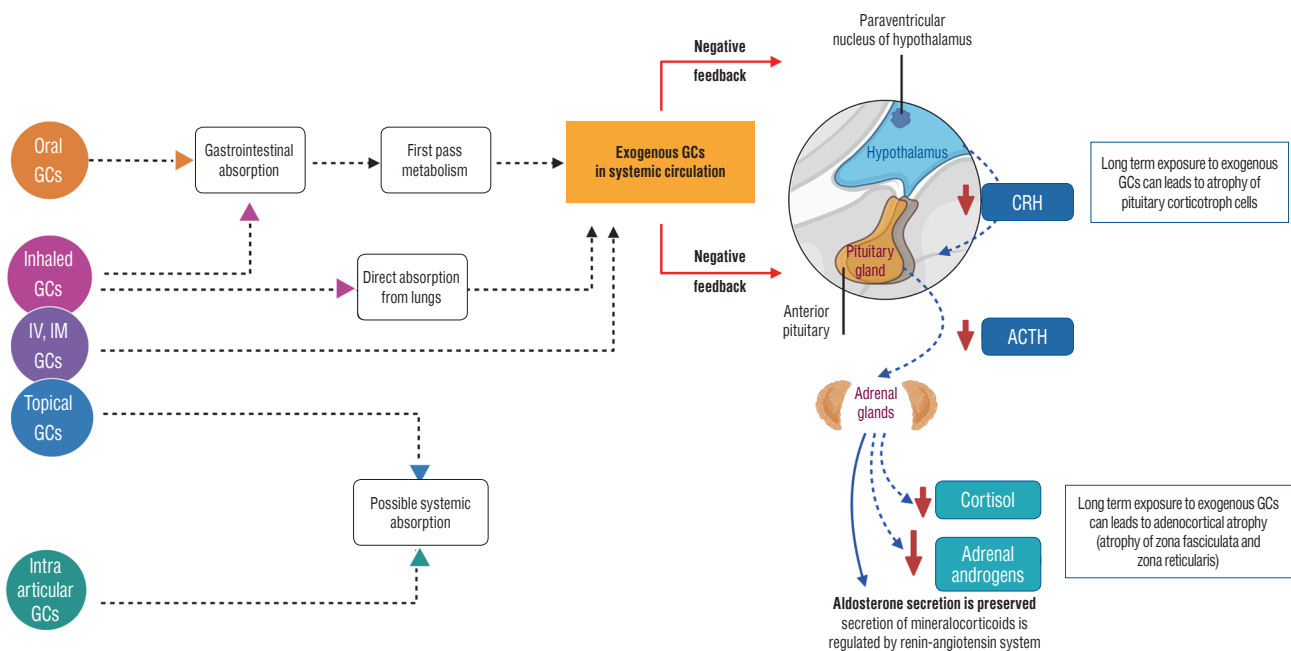 Paraventricular
nucleus of hypothalamus
Negative
feedback
Oral
GCs
Gastrointestinal
absorption
First pass
metabolism
Exogenous GCs
in systemic circulation
Hypothalamus
CRH
Long term exposure to exogenous
GCs can leads to atrophy of
pituitary corticotroph cells
Inhaled
GCs
Direct absorption
from lungs
Negative
feedback
Pituitary
gland
Anterior
pituitary
IV, IM
GCs
ACTH
Topical
GCs
Adrenal
glands
Possible systemic
absorption
Cortisol
Adrenal
androgens
Long term exposure to exogenous GCs
can leads to adenocortical atrophy
(atrophy of zona fasciculata and
zona reticularis)
Intra
articular
GCs
Aldosterone secretion is preserved
secretion of mineralocorticoids is
regulated by renin-angiotensin system